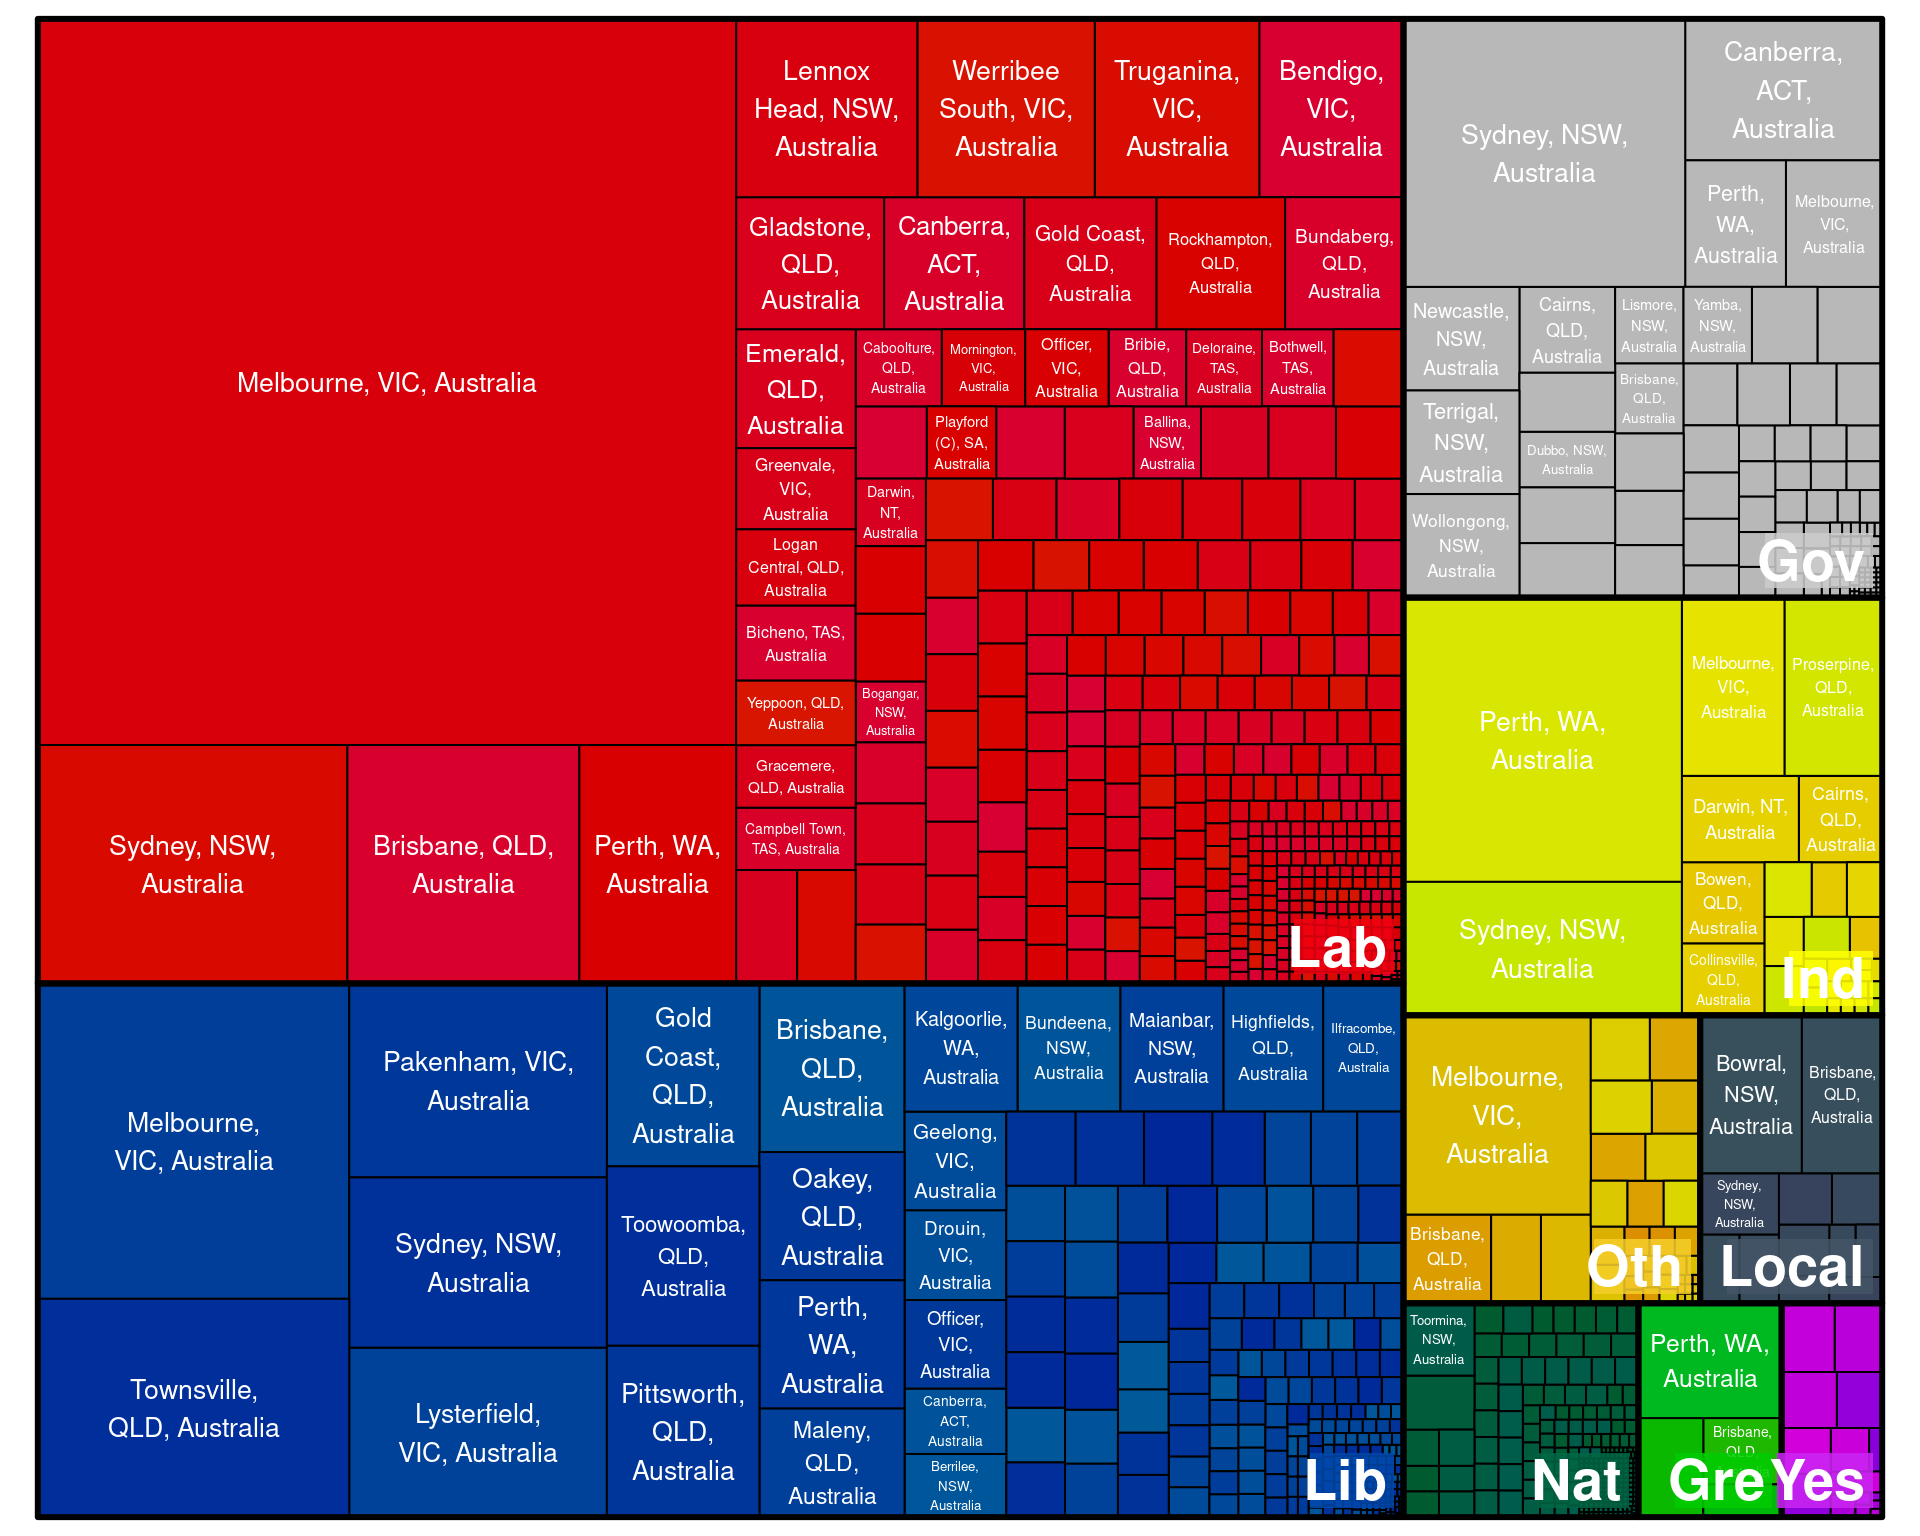 Melbourne, VIC, Australia
Sydney, NSW,
Australia
Brisbane, QLD,
Australia
Perth, WA,
Australia
Lennox
Head, NSW,
Australia
Werribee
South, VIC,
Australia
Truganina,
VIC,
Australia
Bendigo,
VIC,
Australia
Gladstone,
QLD,
Australia
Canberra,
ACT,
Australia
Gold Coast,
QLD,
Australia
Rockhampton,
QLD,
Australia
Bundaberg,
QLD,
Australia
Emerald,
QLD,
Australia
Caboolture,
QLD,
Australia
Mornington,
VIC,
Australia
Officer,
VIC,
Australia
Bribie,
QLD,
Australia
Deloraine,
TAS,
Australia
Bothwell,
TAS,
Australia
Playford
(C), SA,
Australia
Ballina,
NSW,
Australia
Greenvale,
VIC,
Australia
Darwin,
NT,
Australia
Logan
Central, QLD,
Australia
Bicheno, TAS,
Australia
Yeppoon, QLD,
Australia
Bogangar,
NSW,
Australia
Gracemere,
QLD, Australia
Campbell Town,
TAS, Australia
Lab
Melbourne,
VIC, Australia
Townsville,
QLD, Australia
Pakenham, VIC,
Australia
Sydney, NSW,
Australia
Lysterfield,
VIC, Australia
Gold
Coast,
QLD,
Australia
Toowoomba,
QLD,
Australia
Pittsworth,
QLD,
Australia
Brisbane,
QLD,
Australia
Oakey,
QLD,
Australia
Perth,
WA,
Australia
Maleny,
QLD,
Australia
Kalgoorlie,
WA,
Australia
Bundeena,
NSW,
Australia
Maianbar,
NSW,
Australia
Highfields,
QLD,
Australia
Ilfracombe,
QLD,
Australia
Geelong,
VIC,
Australia
Drouin,
VIC,
Australia
Officer,
VIC,
Australia
Canberra,
ACT,
Australia
Berrilee,
NSW,
Australia
Lib
Sydney, NSW,
Australia
Canberra,
ACT,
Australia
Perth,
WA,
Australia
Melbourne,
VIC,
Australia
Newcastle,
NSW,
Australia
Cairns,
QLD,
Australia
Lismore,
NSW,
Australia
Yamba,
NSW,
Australia
Brisbane,
QLD,
Australia
Terrigal,
NSW,
Australia
Dubbo, NSW,
Australia
Wollongong,
NSW,
Australia
Gov
Perth, WA,
Australia
Sydney, NSW,
Australia
Melbourne,
VIC,
Australia
Proserpine,
QLD,
Australia
Darwin, NT,
Australia
Cairns,
QLD,
Australia
Bowen,
QLD,
Australia
Collinsville,
QLD,
Australia
Ind
Melbourne,
VIC,
Australia
Brisbane,
QLD,
Australia
Oth
Bowral,
NSW,
Australia
Brisbane,
QLD,
Australia
Sydney,
NSW,
Australia
Local
Toormina,
NSW,
Australia
Nat
Perth, WA,
Australia
Brisbane,
QLD,
Gre
Yes